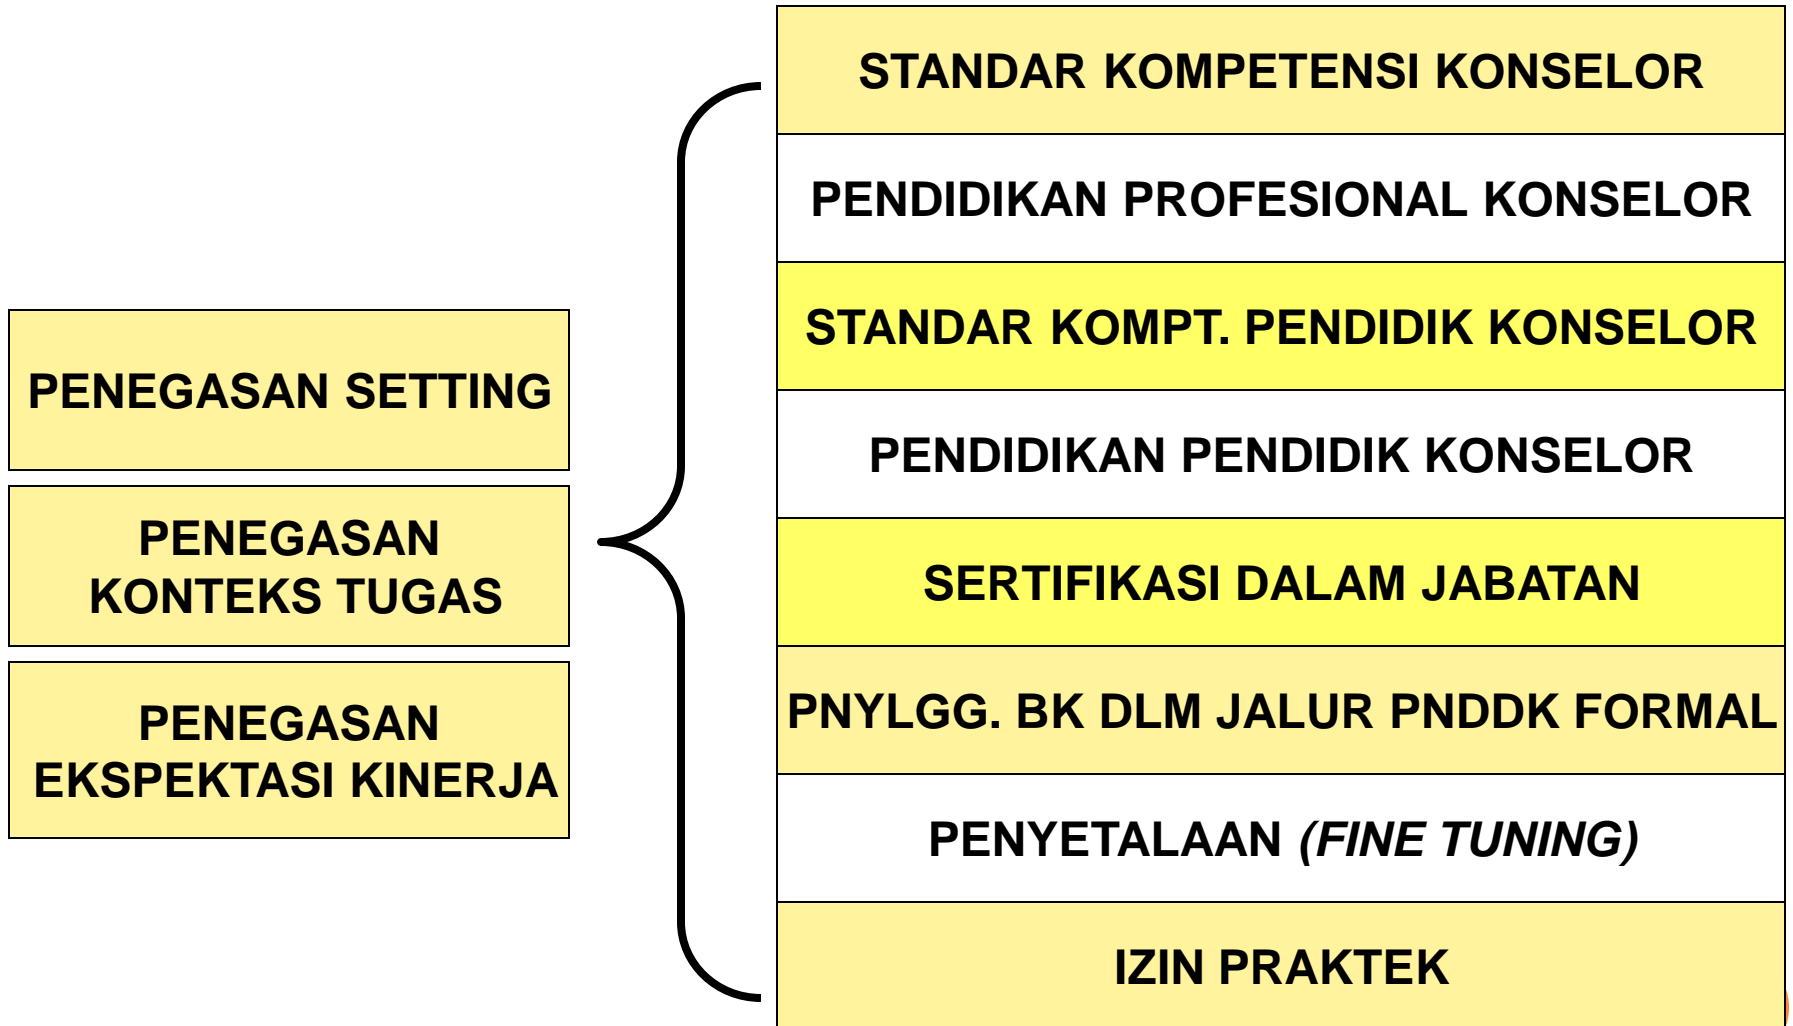 PENEGASAN SETTING
PENEGASAN
KONTEKS TUGAS
PENEGASAN
EKSPEKTASI KINERJA
STANDAR KOMPETENSI KONSELOR
PENDIDIKAN PROFESIONAL KONSELOR
STANDAR KOMPT. PENDIDIK KONSELOR
PENDIDIKAN PENDIDIK KONSELOR
SERTIFIKASI DALAM JABATAN
PNYLGG. BK DLM JALUR PNDDK FORMAL
PENYETALAAN (FINE TUNING)
IZIN PRAKTEK